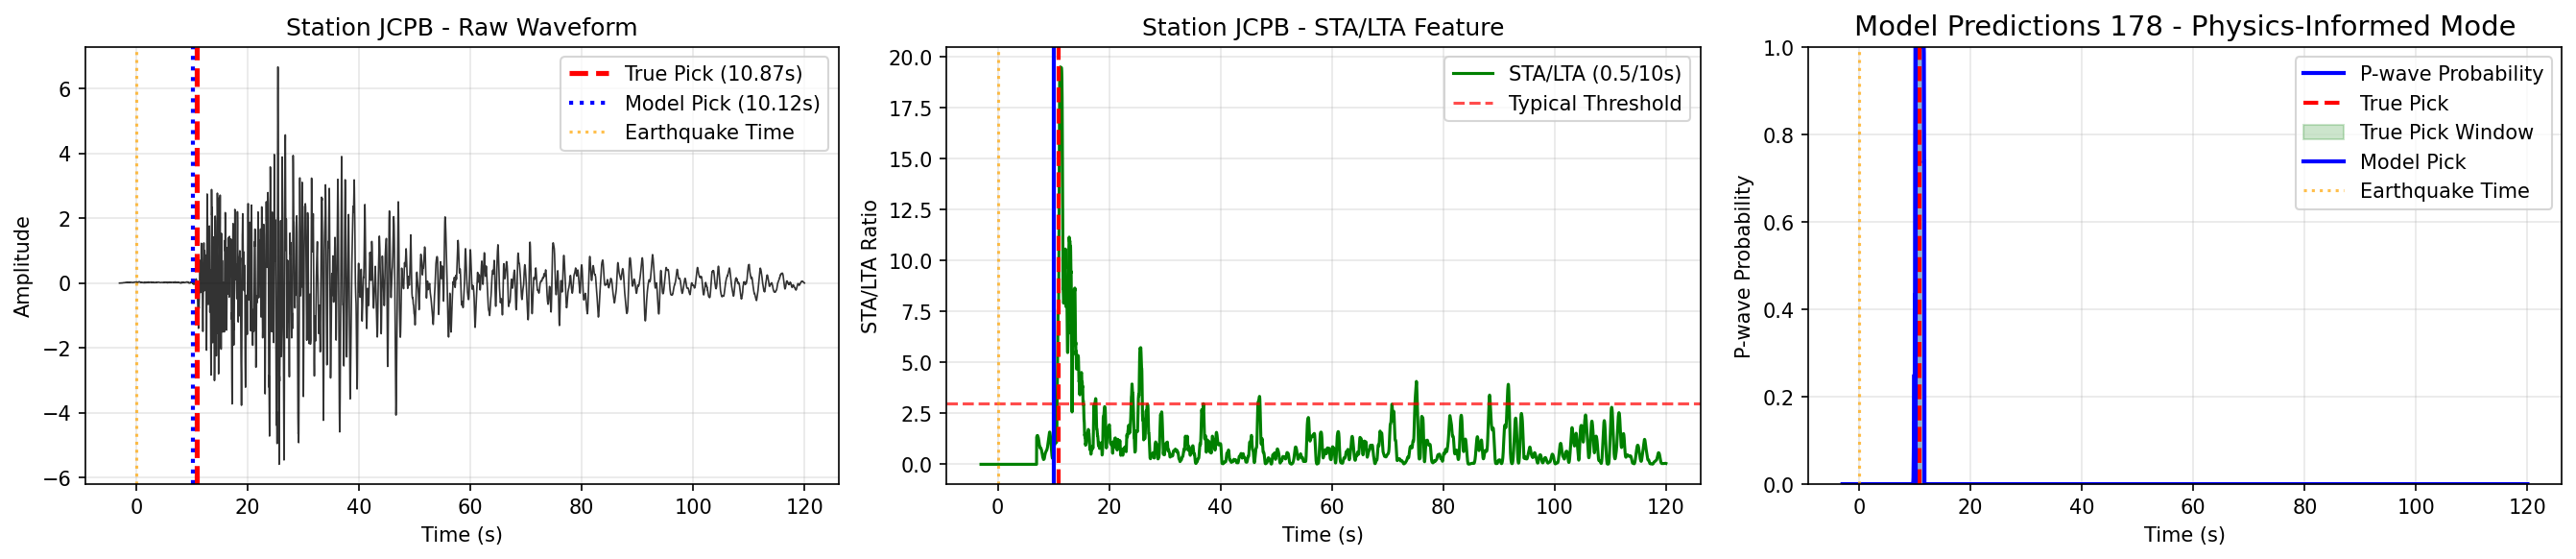 Station JCPB - Raw Waveform
True Pick (10.87s)
Model Pick (10.12s)
Earthquake Time
Amplitude
6
4
2
0
−2
−4
−6
0
20
40
60
80
100
120
Time (s)
Station JCPB - STA/LTA Feature
STA/LTA (0.5/10s)
Typical Threshold
STA/LTA Ratio
20.0
17.5
15.0
12.5
10.0
7.5
5.0
2.5
0.0
0
20
40
60
80
100
120
Time (s)
Model Predictions 178 - Physics-Informed Mode
P-wave Probability
True Pick
True Pick Window
Model Pick
Earthquake Time
P-wave Probability
1.0
0.8
0.6
0.4
0.2
0.0
0
20
40
60
80
100
120
Time (s)